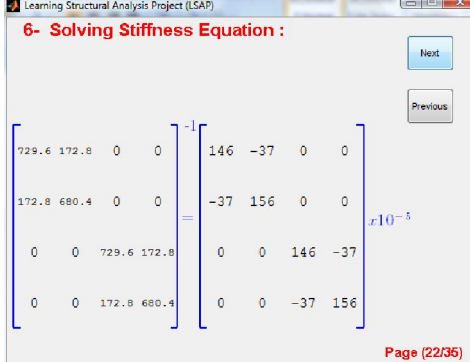 Learning Structural Analysis Project (LSAP)
6- Solving Stiffness Equation :
Next
Previous
-1
729.6 172.8 0 0 146 -37 0 0
172.8 680.4 0 0 = -37 156 0 0 x10⁻⁵
0 0 729.6 172.8 0 0 146 -37
0 0 172.8 680.4 0 0 -37 156
Page (22/35)